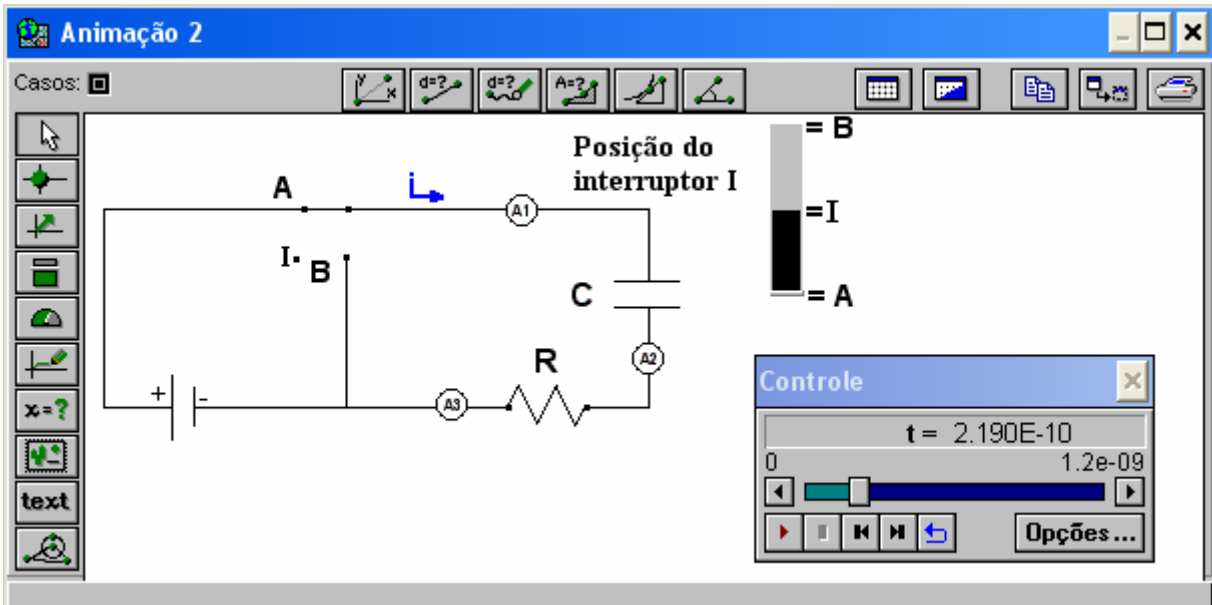 Animação 2
Casos:
y x
d=?
d=?
A=?
Posição do
interruptor I
= B
=I
= A
A
i
A1
I
B
C
R
A2
A3
+
-
x=?
text
Controle
t = 2.190E-10
0
1.2e-09
Opções...